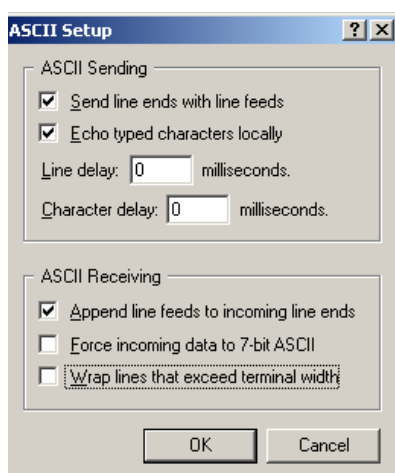 ASCII Setup
ASCII Sending
Send line ends with line feeds
Echo typed characters locally
Line delay: 0 milliseconds.
Character delay: 0 milliseconds.
ASCII Receiving
Append line feeds to incoming line ends
Force incoming data to 7-bit ASCII
Wrap lines that exceed terminal width
OK Cancel